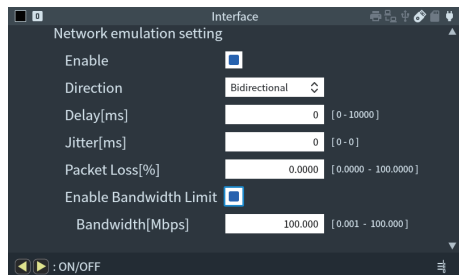 0 Interface
Network emulation setting
Enable
Direction Bidirectional
Delay[ms] 0 [ 0 - 10000 ]
Jitter[ms] 0 [ 0 - 0 ]
Packet Loss[%] 0.0000 [ 0.0000 - 100.0000 ]
Enable Bandwidth Limit
Bandwidth[Mbps] 100.000 [ 0.001 - 100.000 ]
: ON/OFF